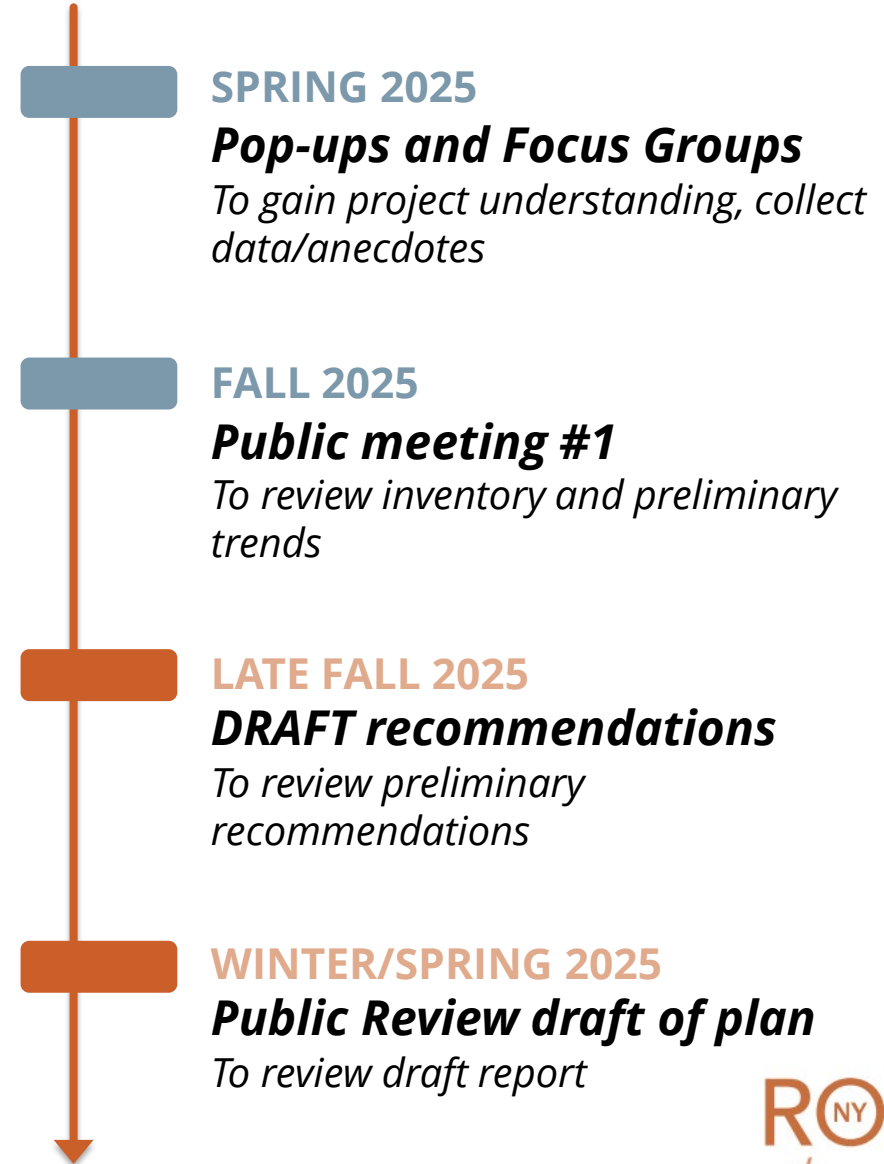 SPRING 2025
Pop-ups and Focus Groups
To gain project understanding, collect
data/anecdotes
FALL 2025
Public meeting #1
To review inventory and preliminary
trends
LATE FALL 2025
DRAFT recommendations
To review preliminary
recommendations
WINTER/SPRING 2025
Public Review draft of plan
To review draft report
RO
NY